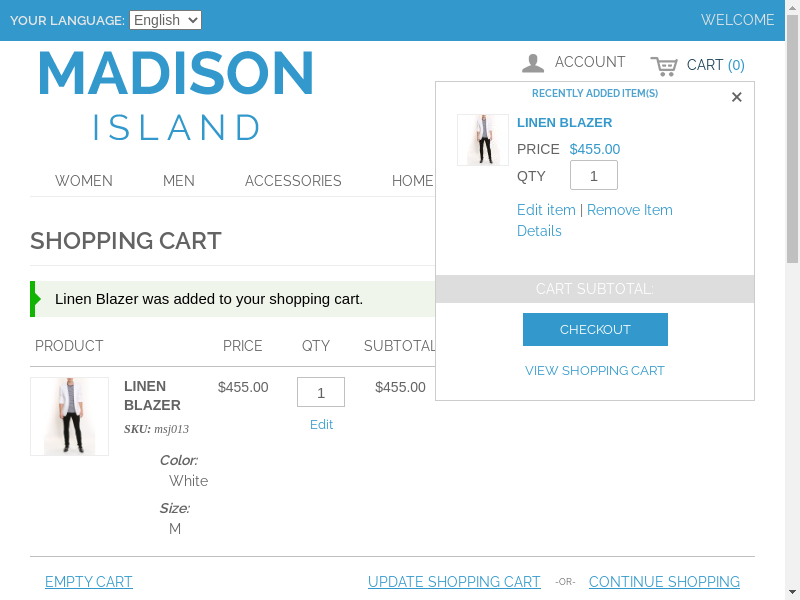 YOUR LANGUAGE: English WELCOME
MADISON
ISLAND
ACCOUNT CART (0)
RECENTLY ADDED ITEM(S)
LINEN BLAZER
PRICE $455.00
QTY 1
Edit item | Remove Item
Details
CART SUBTOTAL:
CHECKOUT
VIEW SHOPPING CART
WOMEN MEN ACCESSORIES HOME
SHOPPING CART
Linen Blazer was added to your shopping cart.
PRODUCT PRICE QTY SUBTOTAL
LINEN BLAZER $455.00 1 $455.00
SKU: msj013 Edit
Color:
White
Size:
M
EMPTY CART UPDATE SHOPPING CART -OR- CONTINUE SHOPPING